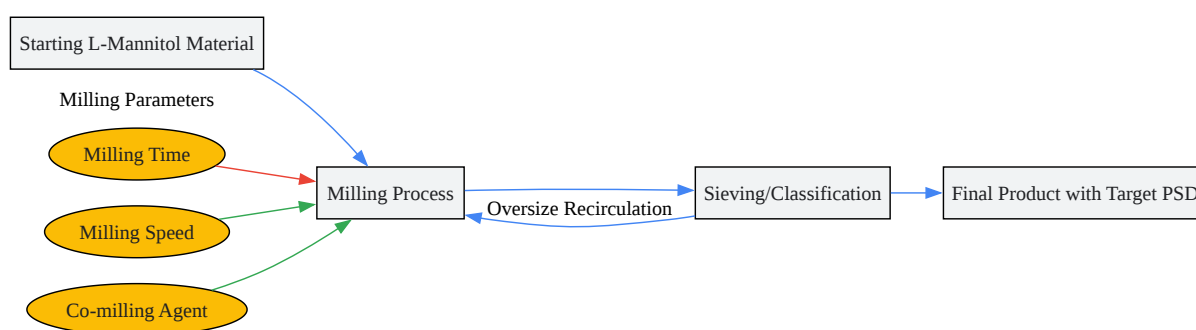 Starting L-Mannitol Material
Milling Parameters
Milling Time
Milling Process
Sieving/Classification
Final Product with Target PSD
Oversize Recirculation
Milling Speed
Co-milling Agent